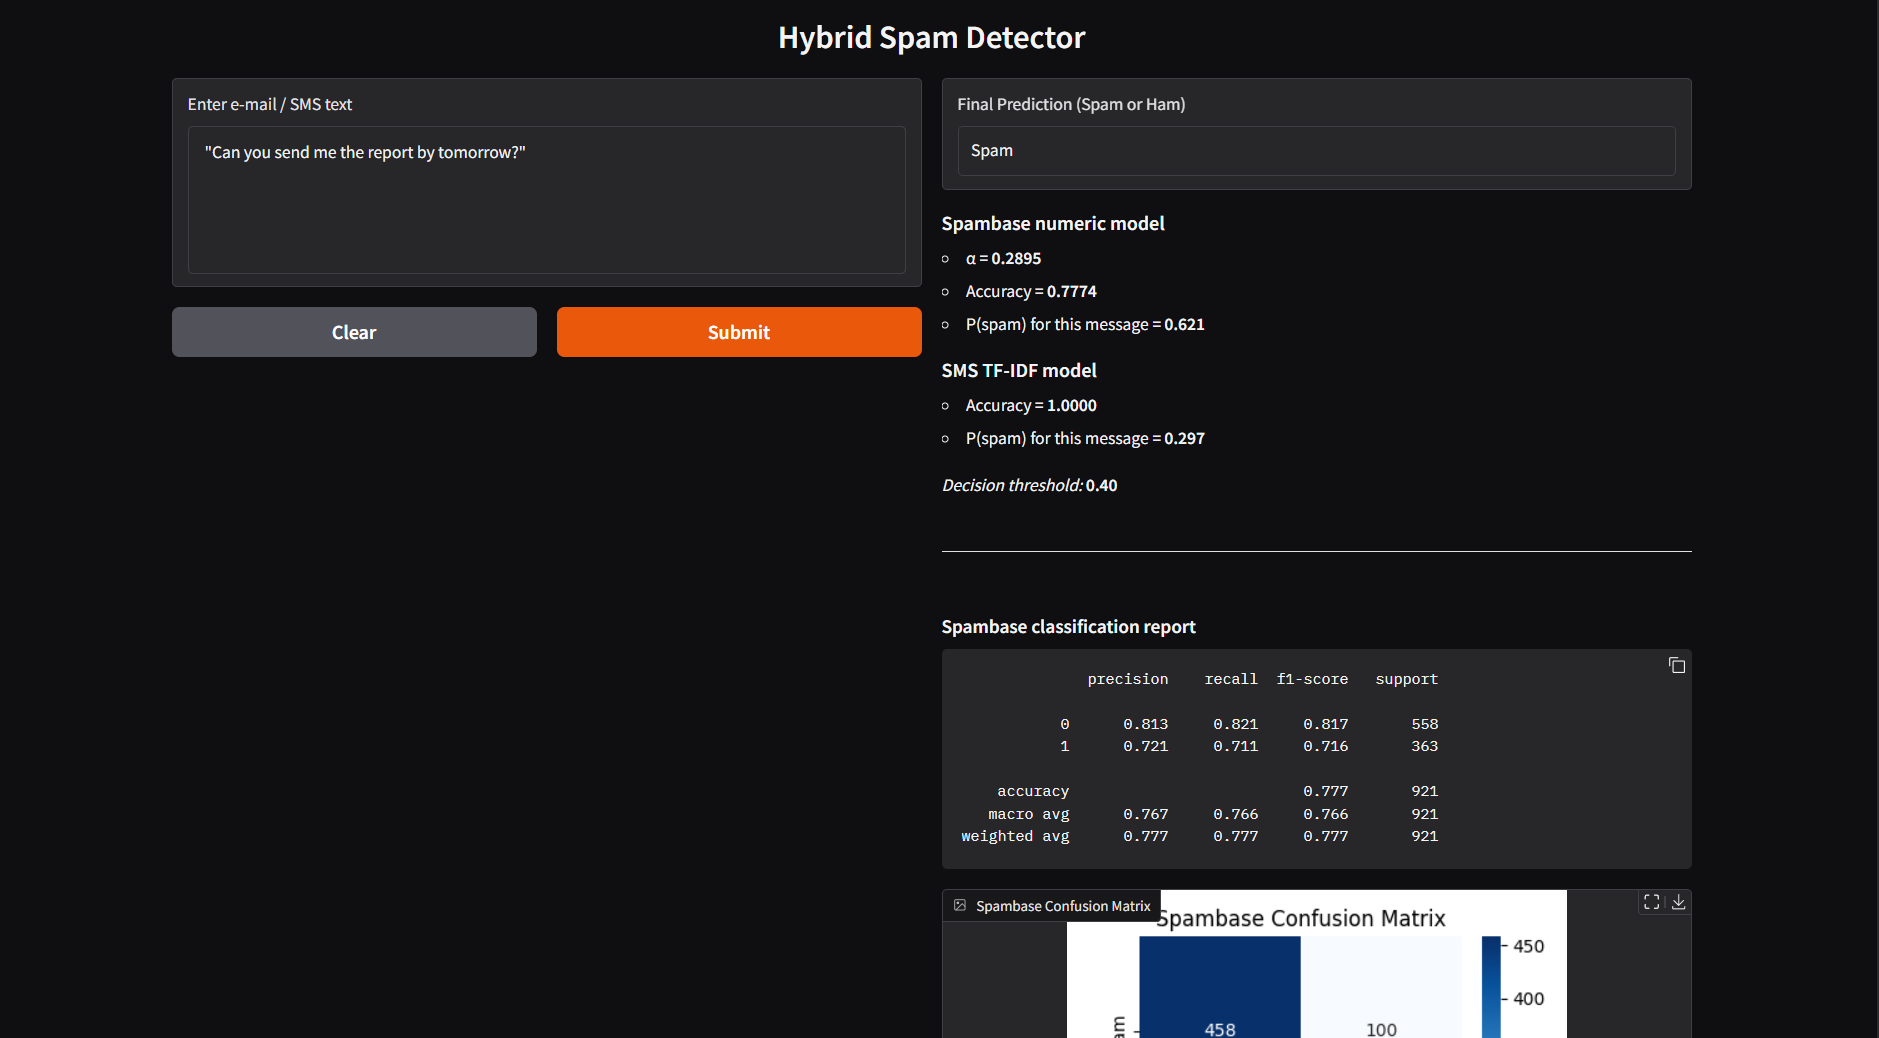 Hybrid Spam Detector
Enter e-mail / SMS text
"Can you send me the report by tomorrow?"
Clear
Submit
Final Prediction (Spam or Ham)
Spam
Spambase numeric model
α = 0.2895
Accuracy = 0.7774
P(spam) for this message = 0.621
SMS TF-IDF model
Accuracy = 1.0000
P(spam) for this message = 0.297
Decision threshold: 0.40
Spambase classification report
precision recall f1-score support
0 0.813 0.821 0.817 558
1 0.721 0.711 0.716 363
accuracy 0.777 921
macro avg 0.767 0.766 0.766 921
weighted avg 0.777 0.777 0.777 921
Spambase Confusion Matrix
Spambase Confusion Matrix
450
400
458 100